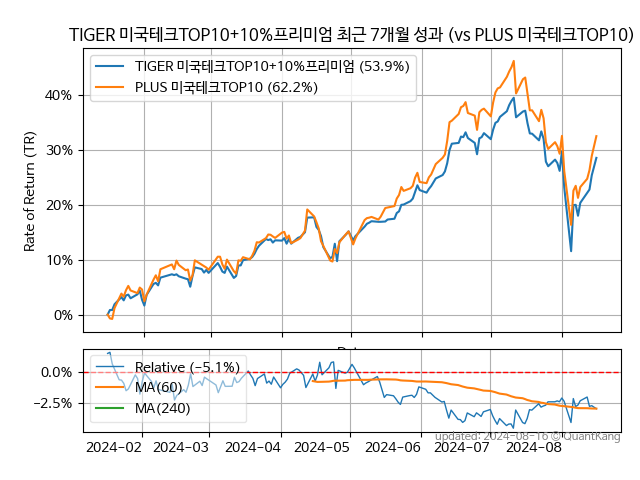 TIGER 미국테크TOP10+10%프리미엄 최근 7개월 성과 (vs PLUS 미국테크TOP10)
TIGER 미국테크TOP10+10%프리미엄 (53.9%)
PLUS 미국테크TOP10 (62.2%)
Rate of Return (TR)
40%
30%
20%
10%
0%
Relative (−5.1%)
MA(60)
MA(240)
0.0%
−2.5%
updated: 2024-08-16 © QuantKang
2024-02
2024-03
2024-04
2024-05
2024-06
2024-07
2024-08